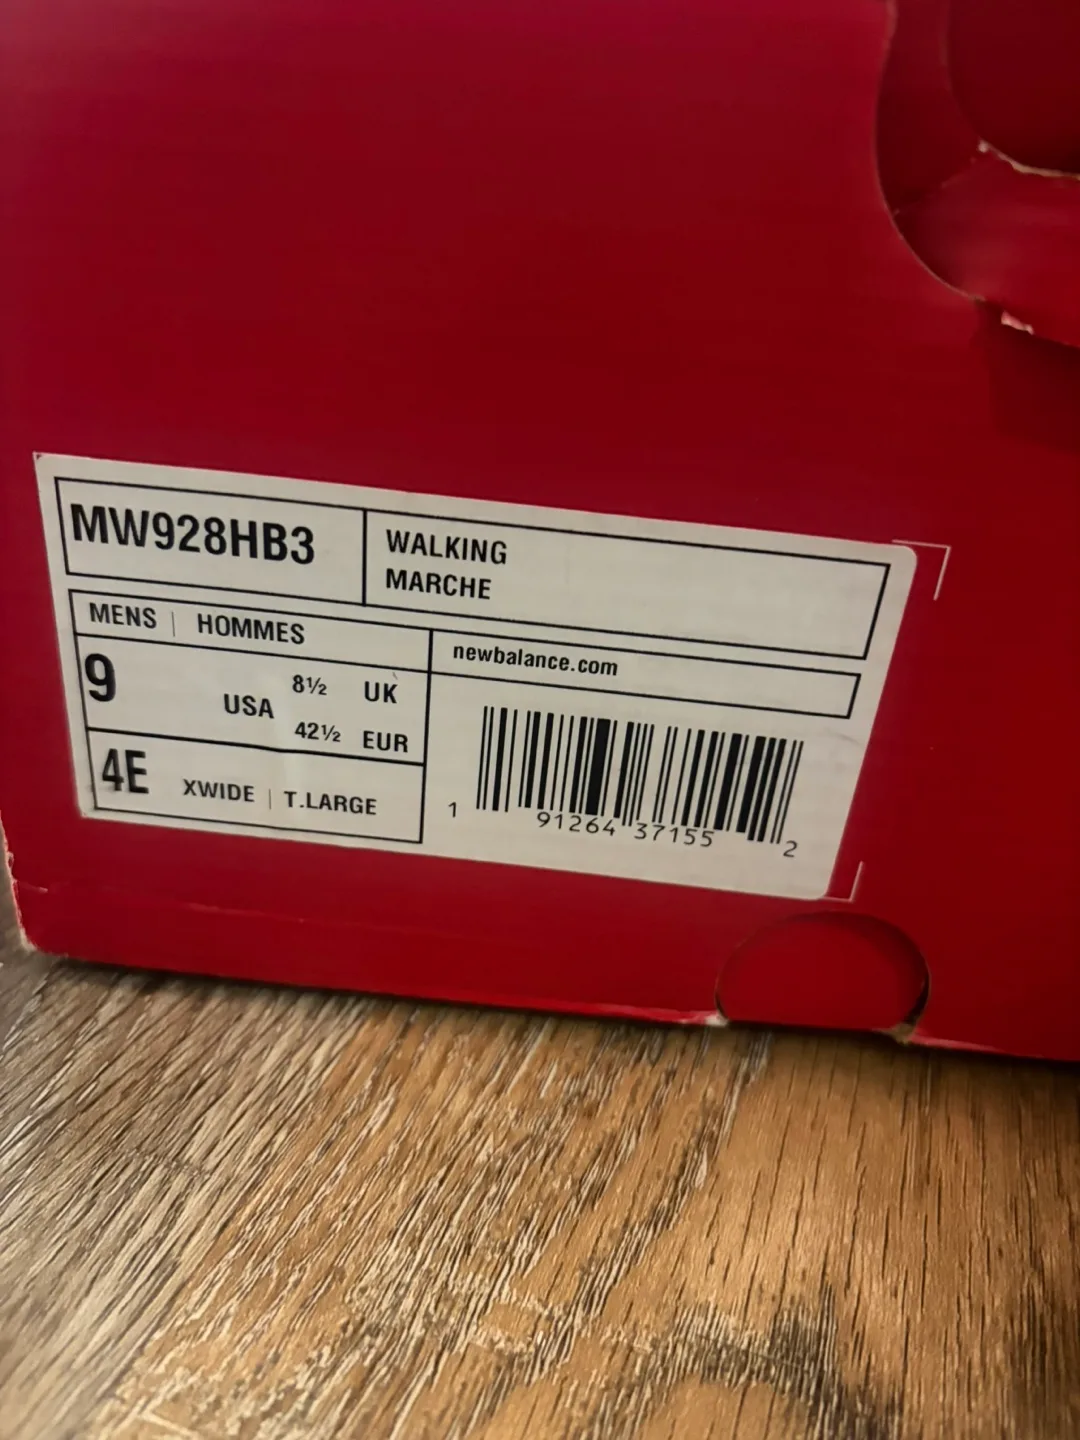 MW928HB3
WALKING
MARCHE
MENS | HOMMES
newbalance.com
9 USA 8½ UK
42½ EUR
4E XWIDE | T.LARGE
1 91264 37155 2